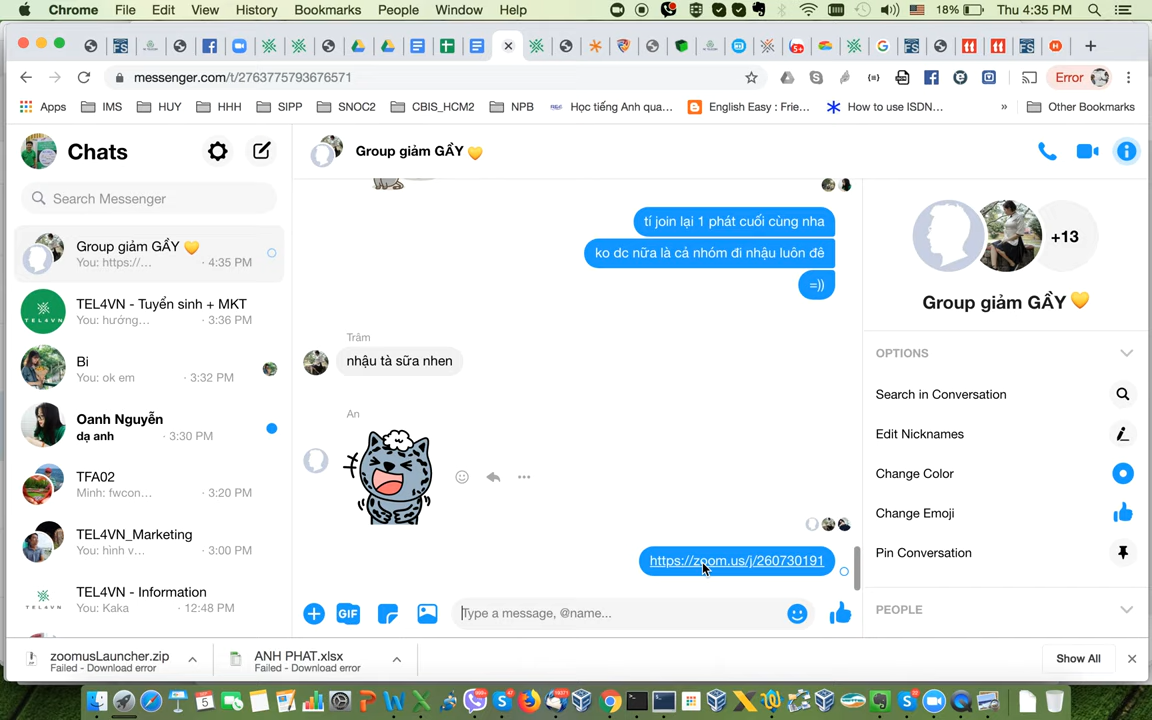 Chrome File Edit View History Bookmarks People Window Help
18% Thu 4:35 PM
messenger.com/t/2763775793676571
Error
Apps IMS HUY HHH SIPP SNOC2 CBIS_HCM2 NPB Học tiếng Anh qua... English Easy : Frie... How to use ISDN... » Other Bookmarks
Chats
Search Messenger
Group giảm GẦY 💛
You: https://... · 4:35 PM
TEL4VN - Tuyển sinh + MKT
You: hướng... · 3:36 PM
Bi
You: ok em · 3:32 PM
Oanh Nguyễn
dạ anh · 3:30 PM
TFA02
Minh: fwcon... · 3:20 PM
TEL4VN_Marketing
You: hình v... · 3:00 PM
TEL4VN - Information
You: Kaka · 12:48 PM
Group giảm GẦY 💛
tí join lại 1 phát cuối cùng nha
ko dc nữa là cả nhóm đi nhậu luôn đê
=))
Trâm
nhậu tà sữa nhen
An
https://zoom.us/j/260730191
GIF
Type a message, @name...
+13
Group giảm GẦY 💛
OPTIONS
Search in Conversation
Edit Nicknames
Change Color
Change Emoji
Pin Conversation
PEOPLE
zoomusLauncher.zip
Failed - Download error
ANH PHAT.xlsx
Failed - Download error
Show All